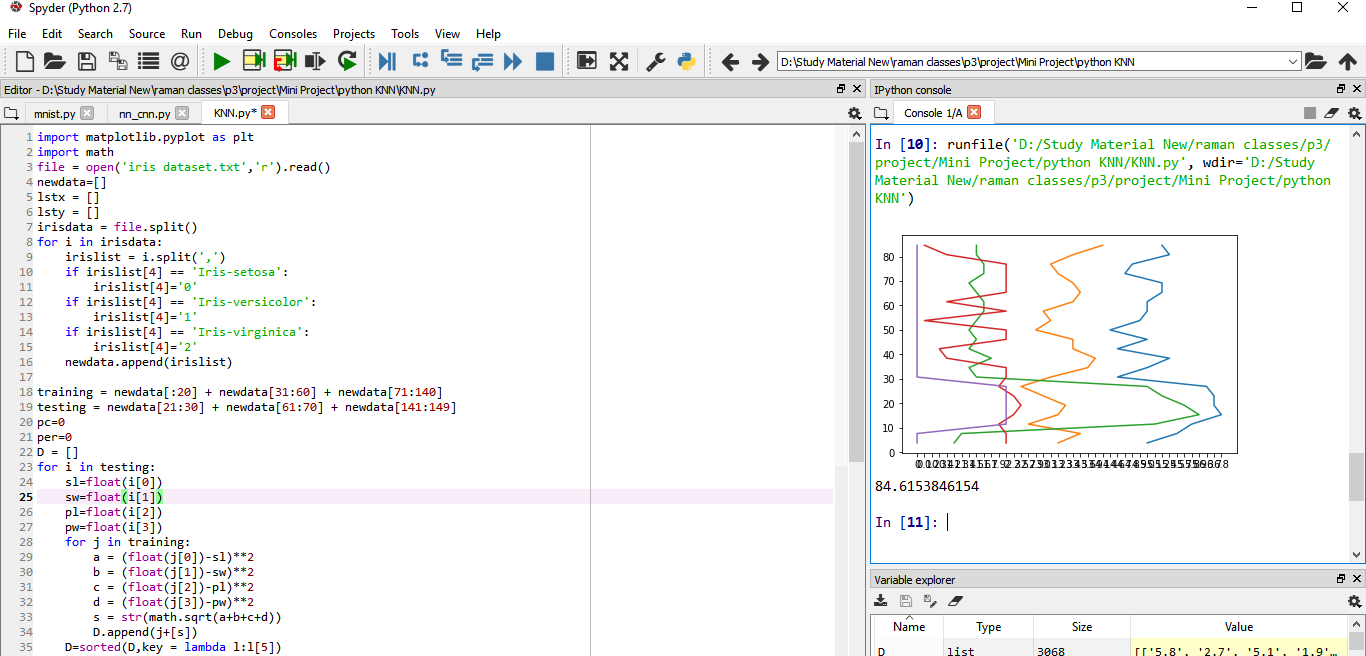 Spyder (Python 2.7)
File Edit Search Source Run Debug Consoles Projects Tools View Help
D:\Study Material New\raman classes\p3\project\Mini Project\python KNN
Editor - D:\Study Material New\raman classes\p3\project\Mini Project\python KNN\KNN.py
mnist.py nn_cnn.py KNN.py*
1 import matplotlib.pyplot as plt
2 import math
3 file = open('iris dataset.txt','r').read()
4 newdata=[]
5 lstx = []
6 lsty = []
7 irisdata = file.split()
8 for i in irisdata:
9 irislist = i.split(',')
10 if irislist[4] == 'Iris-setosa':
11 irislist[4]='0'
12 if irislist[4] == 'Iris-versicolor':
13 irislist[4]='1'
14 if irislist[4] == 'Iris-virginica':
15 irislist[4]='2'
16 newdata.append(irislist)
17
18 training = newdata[:20] + newdata[31:60] + newdata[71:140]
19 testing = newdata[21:30] + newdata[61:70] + newdata[141:149]
20 pc=0
21 per=0
22 D = []
23 for i in testing:
24 sl=float(i[0])
25 sw=float(i[1])
26 pl=float(i[2])
27 pw=float(i[3])
28 for j in training:
29 a = (float(j[0])-sl)**2
30 b = (float(j[1])-sw)**2
31 c = (float(j[2])-pl)**2
32 d = (float(j[3])-pw)**2
33 s = str(math.sqrt(a+b+c+d))
34 D.append(j+[s])
35 D=sorted(D,key = lambda l:l[5])
IPython console
Console 1/A
In [10]: runfile('D:/Study Material New/raman classes/p3/
project/Mini Project/python KNN/KNN.py', wdir='D:/Study
Material New/raman classes/p3/project/Mini Project/python
KNN')
80
70
60
50
40
30
20
10
0
84.6153846154
In [11]:
Variable explorer
Name Type Size Value
D list 3068 [['5.8', '2.7', '5.1', '1.9'...